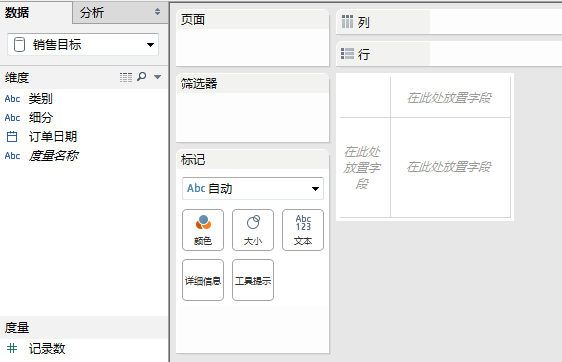 数据
分析
销售目标
维度
Abc 类别
Abc 细分
订单日期
Abc 度量名称
度量
记录数
页面
筛选器
标记
Abc 自动
颜色
大小
Abc
123
文本
详细信息
工具提示
列
行
在此处放置字段
在此处
放置字
段
在此处放置字段